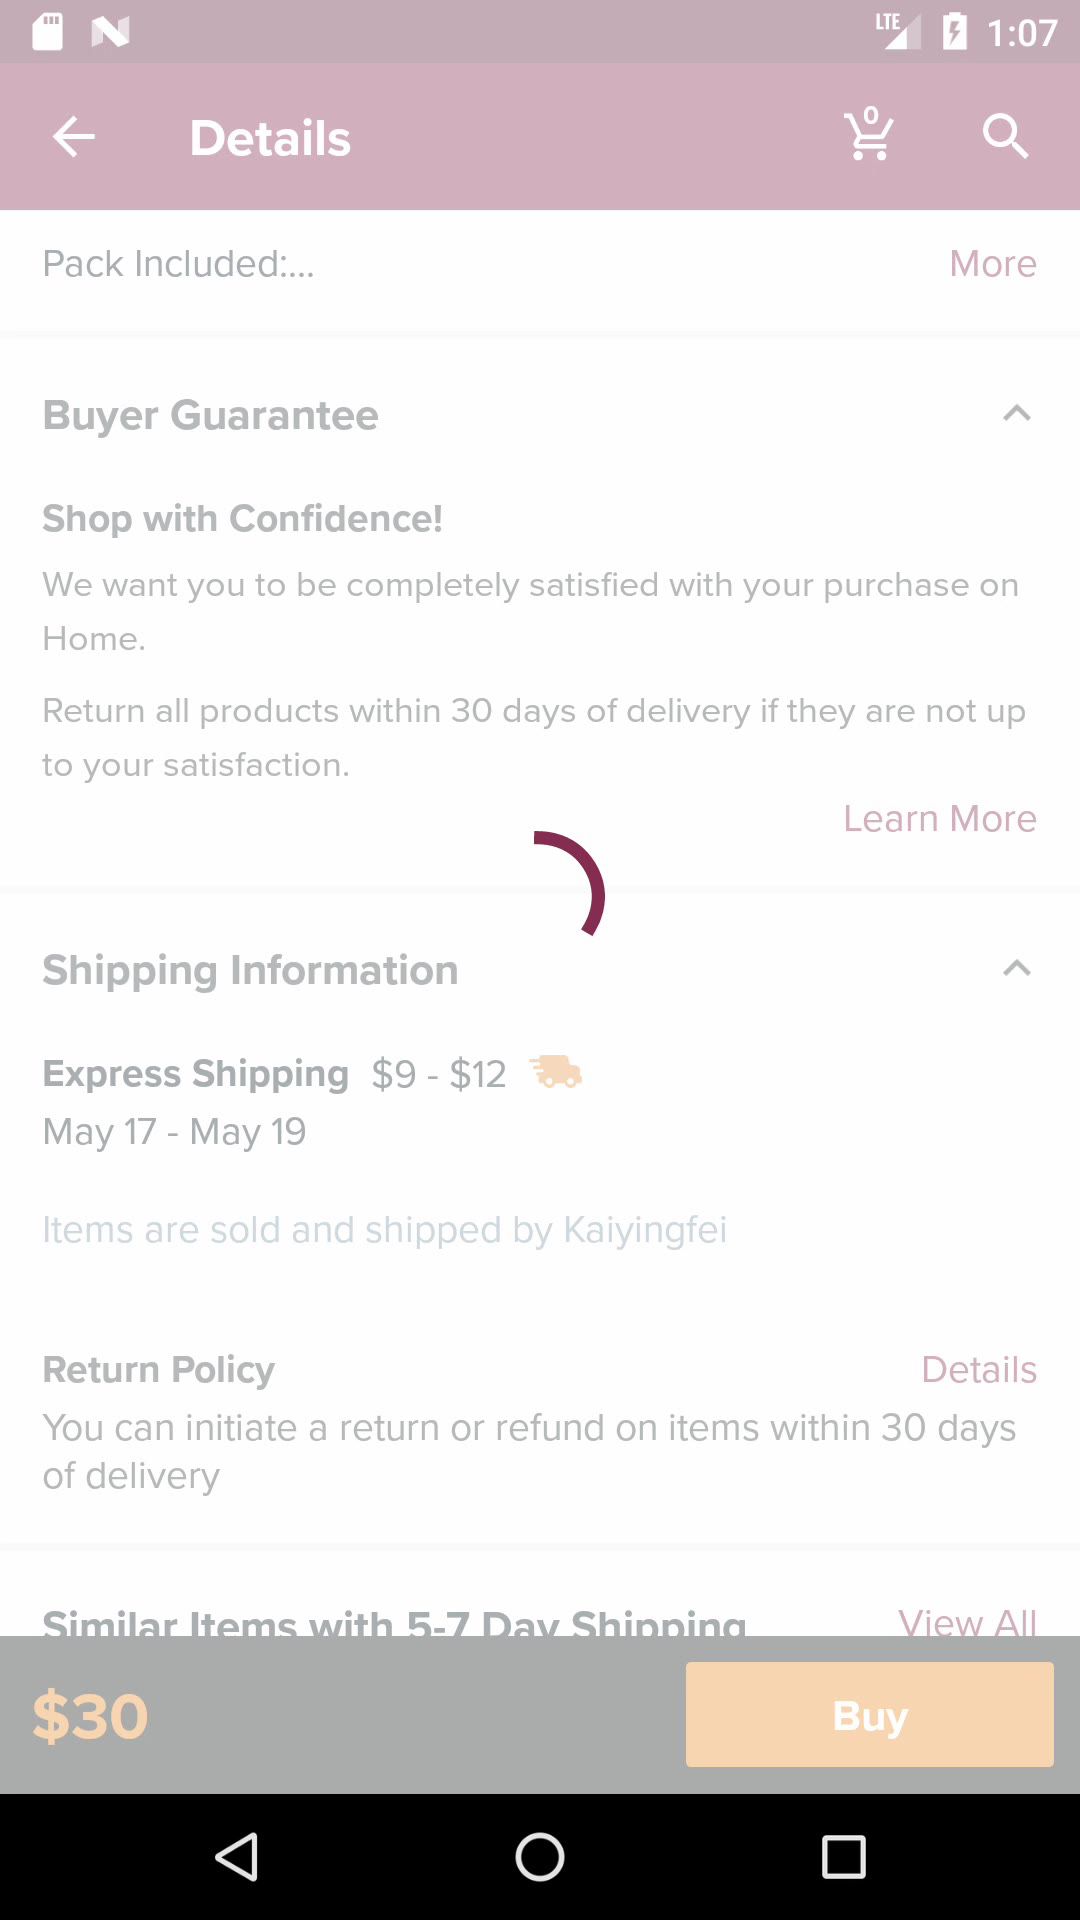 LTE 1:07
Details 0
Pack Included:... More
Buyer Guarantee
Shop with Confidence!
We want you to be completely satisfied with your purchase on
Home.
Return all products within 30 days of delivery if they are not up
to your satisfaction.
Learn More
Shipping Information
Express Shipping $9 - $12
May 17 - May 19
Items are sold and shipped by Kaiyingfei
Return Policy Details
You can initiate a return or refund on items within 30 days
of delivery
Similar Items with 5-7 Day Shipping View All
$30 Buy